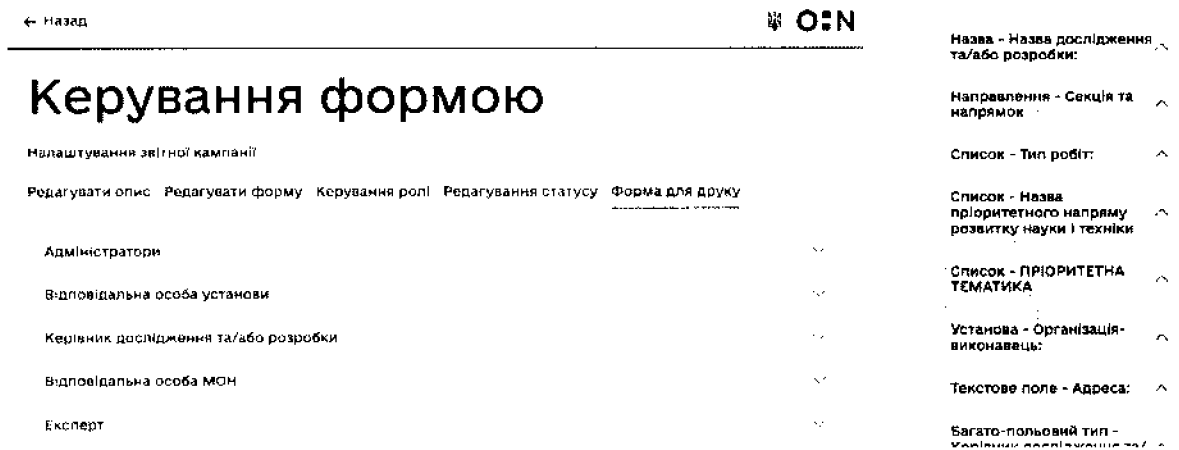 ← Назад
O:N
Керування формою
Налаштування звітної кампанії
Редагувати опис Редагувати форму Керування ролі Редагування статусу Форма для друку
Адміністратори
Відповідальна особа установи
Керівник дослідження та/або розробки
Відповідальна особа МОН
Експерт
Назва - Назва дослідження
та/або розробки:
Направлення - Секція та
напрямок
Список - Тип робіт:
Список - Назва
пріоритетного напряму
розвитку науки і техніки
Список - ПРІОРИТЕТНА
ТЕМАТИКА
Установа - Організація-
виконавець:
Текстове поле - Адреса:
Багато-польовий тип -
Керівник дослідження та/